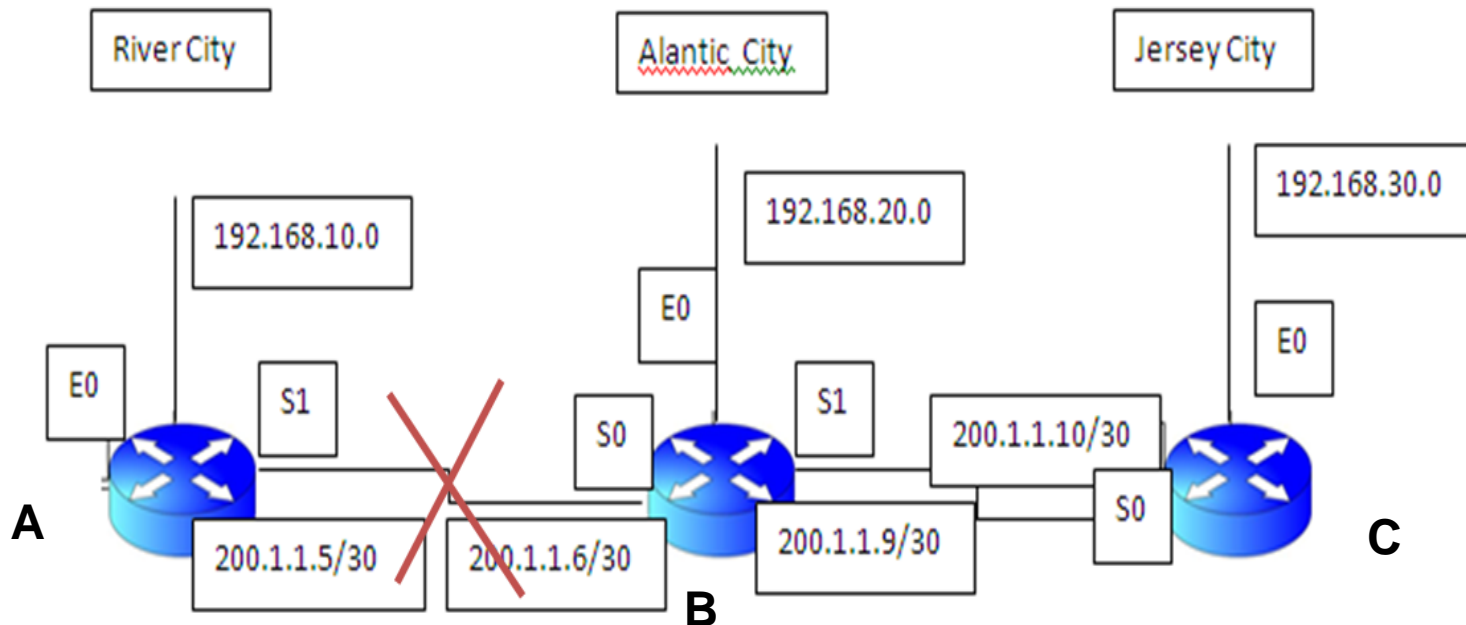 River City
Alantic City
Jersey City
192.168.10.0
192.168.20.0
192.168.30.0
E0
S1
S0
E0
S1
200.1.1.10/30
E0
S0
A
200.1.1.5/30
200.1.1.6/30
B
200.1.1.9/30
C